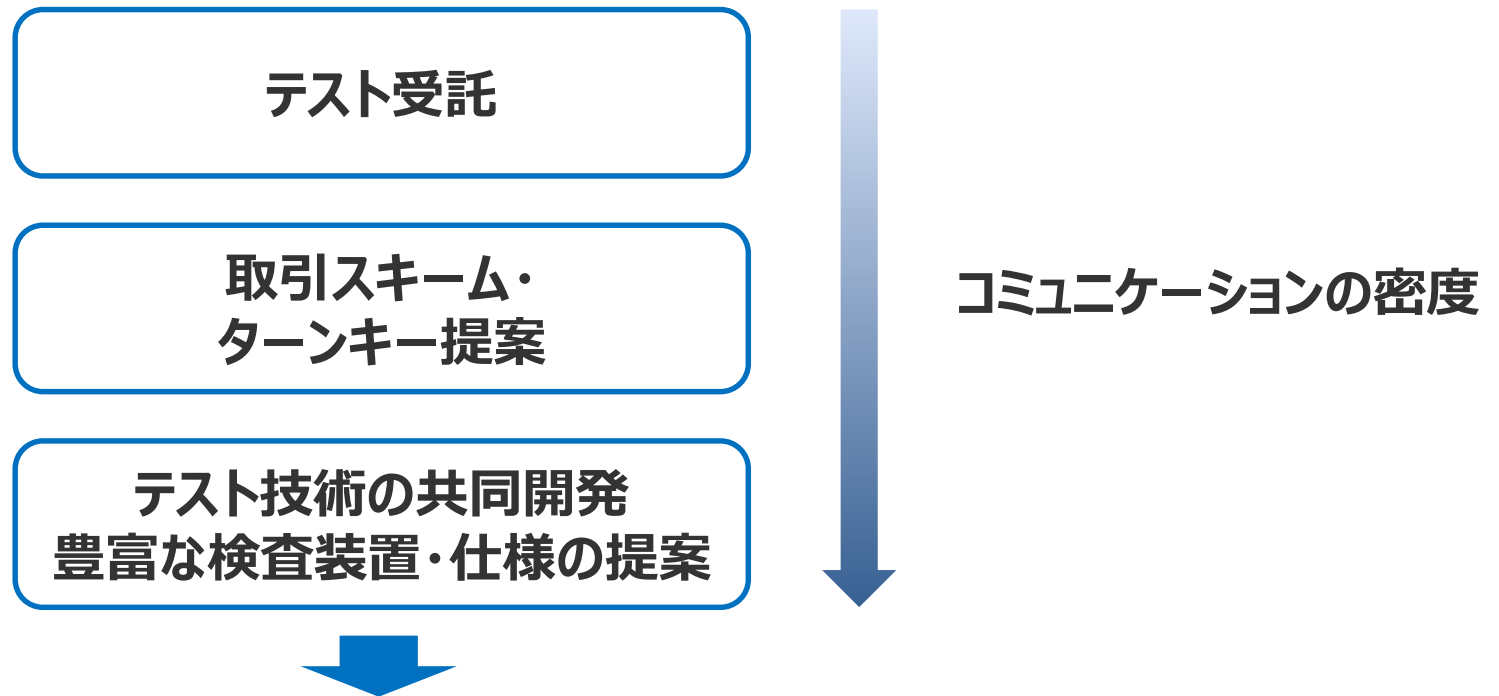 テスト受託
取引スキーム・
ターンキー提案
コミュニケーションの密度
テスト技術の共同開発
豊富な検査装置・仕様の提案